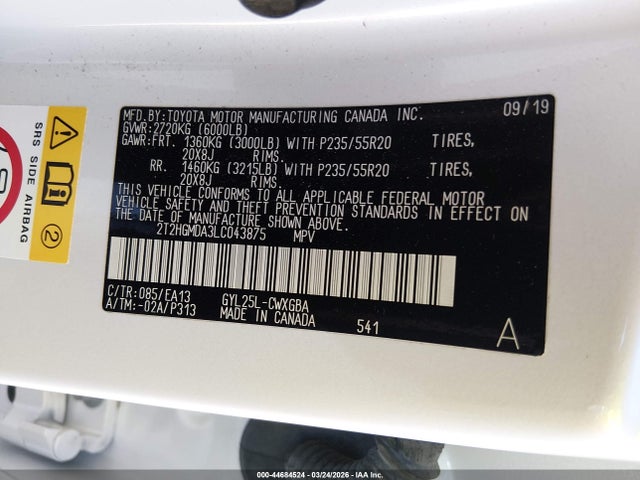 MFD. BY: TOYOTA MOTOR MANUFACTURING CANADA INC. 09/19
GVWR: 2720KG (6000LB)
GAWR: FRT. 1360KG (3000LB) WITH P235/55R20 TIRES,
20X8J RIMS.
RR. 1460KG (3215LB) WITH P235/55R20 TIRES,
20X8J RIMS.
THIS VEHICLE CONFORMS TO ALL APPLICABLE FEDERAL MOTOR
VEHICLE SAFETY AND THEFT PREVENTION STANDARDS IN EFFECT ON
THE DATE OF MANUFACTURE SHOWN ABOVE.
2T2HGMDA3LC043875 MPV
C/TR: 085/EA13 GYL25L-CWXGBA
A/TM: -02A/P313 MADE IN CANADA 541 A
SRS SIDE AIRBAG
000-44684524 | 03/24/2026 | IAA Inc.